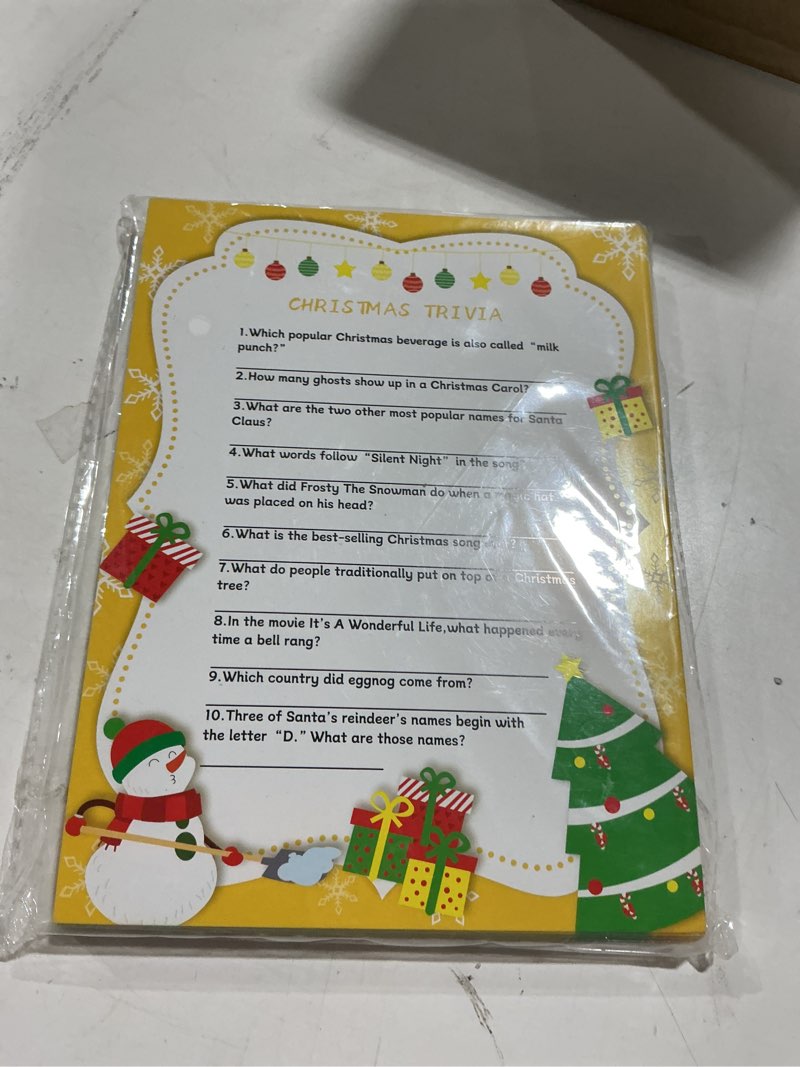 CHRISTMAS TRIVIA
1.Which popular Christmas beverage is also called “milk
punch?”
2.How many ghosts show up in a Christmas Carol?
3.What are the two other most popular names for Santa
Claus?
4.What words follow “Silent Night” in the song
5.What did Frosty The Snowman do when a magic hat
was placed on his head?
6.What is the best-selling Christmas song ever?
7.What do people traditionally put on top of a Christmas
tree?
8.In the movie It’s A Wonderful Life,what happened every
time a bell rang?
9.Which country did eggnog come from?
10.Three of Santa’s reindeer’s names begin with
the letter “D.” What are those names?